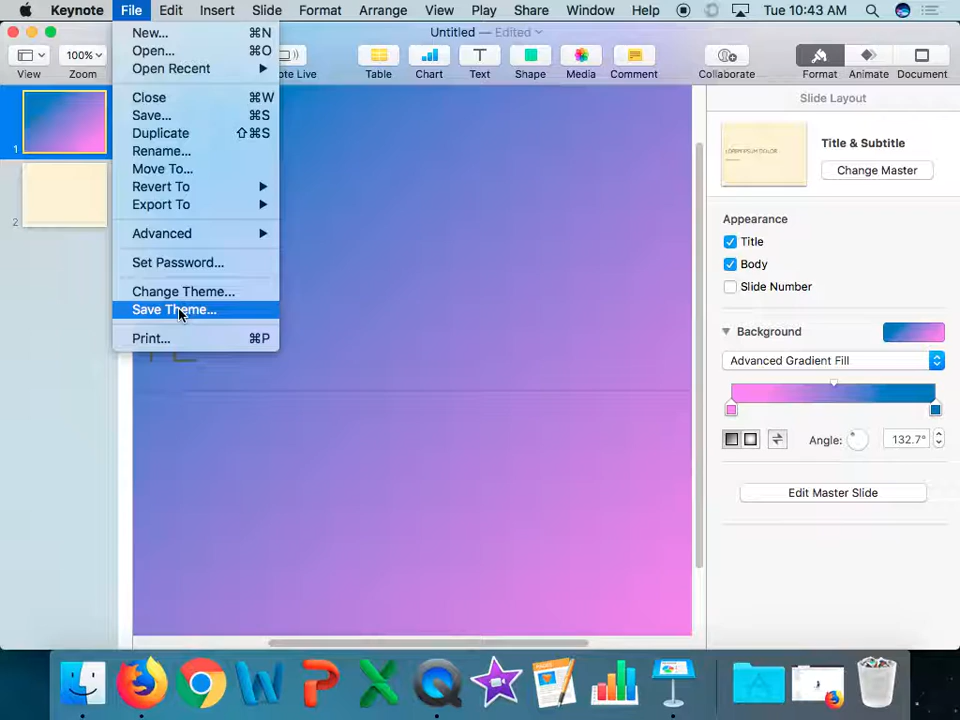 Keynote File Edit Insert Slide Format Arrange View Play Share Window Help Tue 10:43 AM
Untitled — Edited
100%
View Zoom
Table Chart Text Shape Media Comment Collaborate Format Animate Document
New... ⌘N
Open... ⌘O
Open Recent
Close ⌘W
Save... ⌘S
Duplicate ⇧⌘S
Rename...
Move To...
Revert To
Export To
Advanced
Set Password...
Change Theme...
Save Theme...
Print... ⌘P
1
2
Slide Layout
LOREM IPSUM DOLOR
Title & Subtitle
Change Master
Appearance
Title
Body
Slide Number
Background
Advanced Gradient Fill
Angle: 132.7°
Edit Master Slide